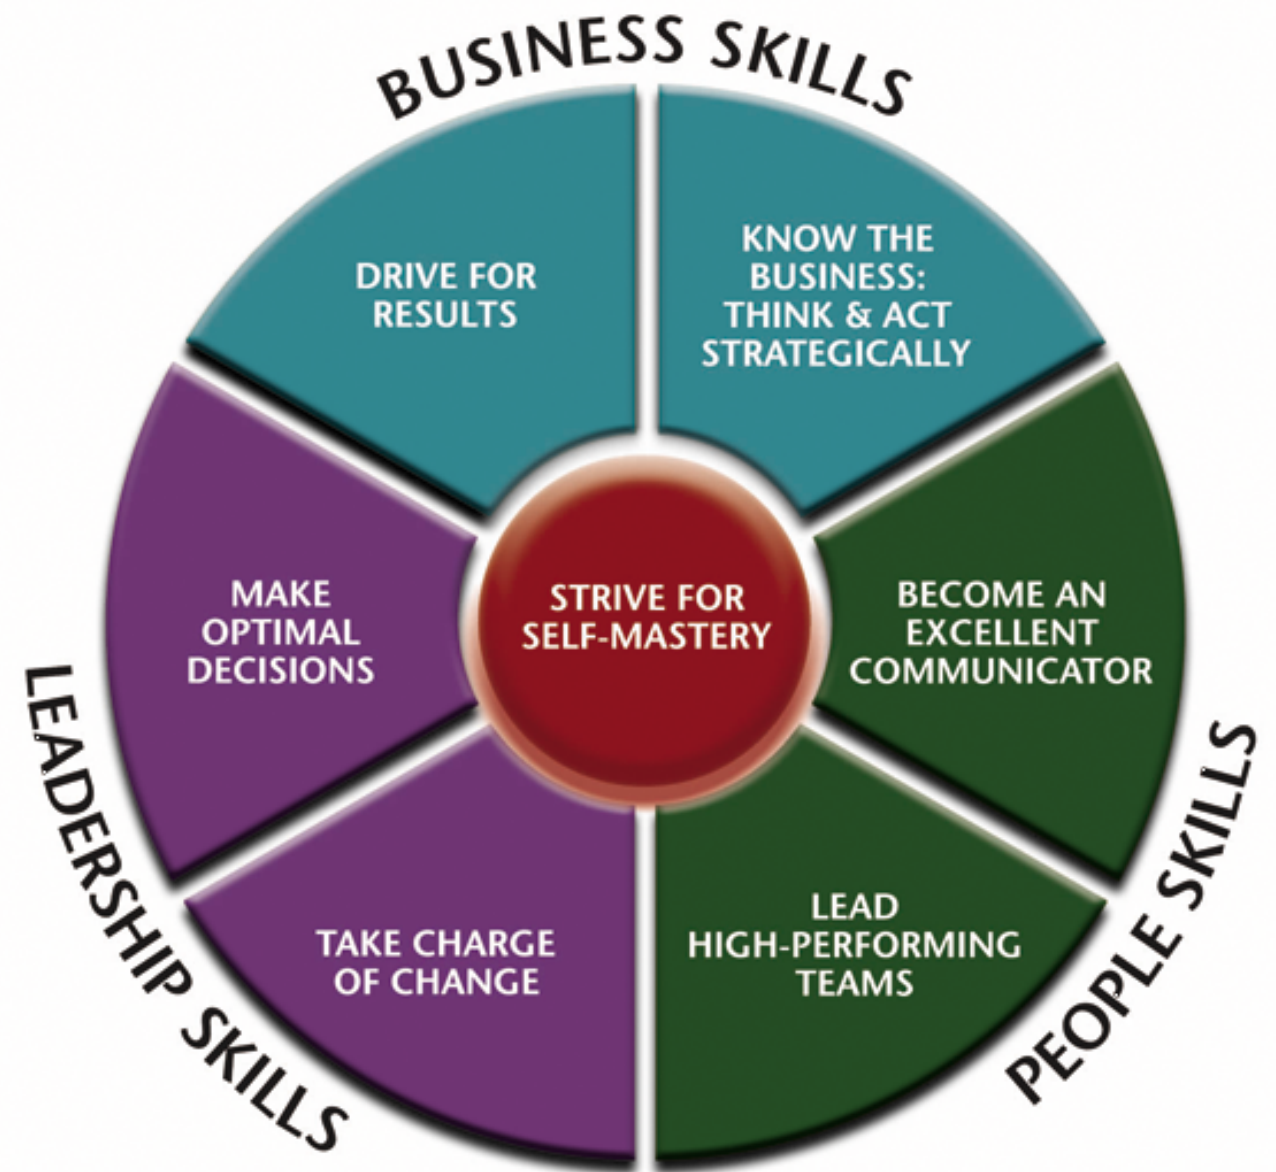 BUSINESS SKILLS
DRIVE FOR
RESULTS
KNOW THE
BUSINESS:
THINK & ACT
STRATEGICALLY
MAKE
OPTIMAL
DECISIONS
STRIVE FOR
SELF-MASTERY
BECOME AN
EXCELLENT
COMMUNICATOR
TAKE CHARGE
OF CHANGE
LEAD
HIGH-PERFORMING
TEAMS
LEADERSHIP SKILLS
PEOPLE SKILLS